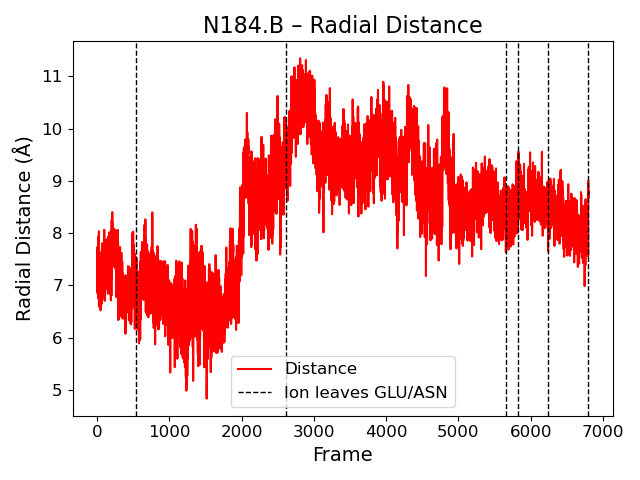 N184.B – Radial Distance
Radial Distance (Å)
11
10
9
8
7
6
5
Distance
Ion leaves GLU/ASN
0 1000 2000 3000 4000 5000 6000 7000
Frame